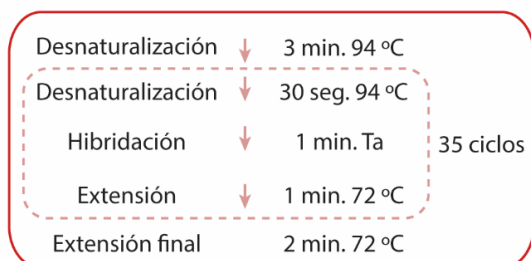 Desnaturalización 3 min. 94 ºC
Desnaturalización 30 seg. 94 ºC
Hibridación 1 min. Ta 35 ciclos
Extensión 1 min. 72 ºC
Extensión final 2 min. 72 ºC